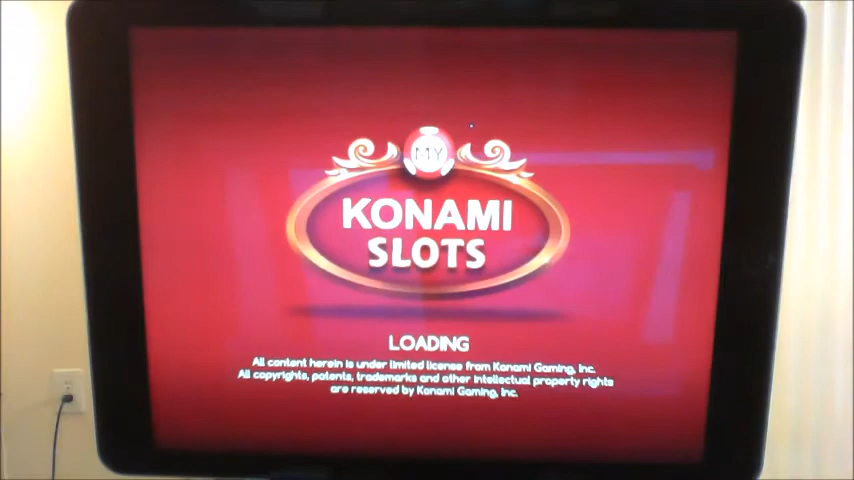 MY
KONAMI
SLOTS
LOADING
All content herein is under limited license from Konami Gaming, Inc.
All copyrights, patents, trademarks and other intellectual property rights
are reserved by Konami Gaming, Inc.